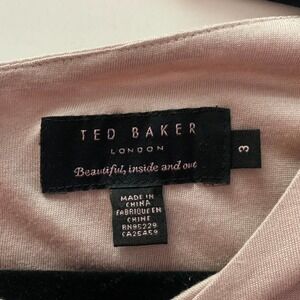 TED BAKER
LONDON
Beautiful, inside and out
3
MADE IN
CHINA
FABRIQUE EN
CHINE
RN95229
CA25459